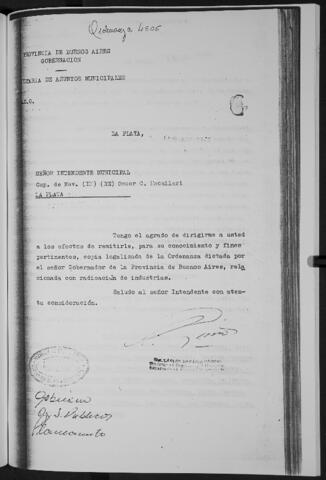 Ordenanza 4506
PROVINCIA DE BUENOS AIRES
GOBERNACION
ARIA DE ASUNTOS MUNICIPALES
LA PLATA,
SEÑOR INTENDENTE MUNICIPAL
Cap. de Nav. (IM) (RE) Omar C.
LA PLATA
Tengo el agrado de dirigirme a usted
a los efectos de remitirle, para su conocimiento y fines
pertinentes, copia legalizada de la Ordenanza dictada por
el señor Gobernador de la Provincia de Buenos Aires, rela
cionada con radicación de industrias.
Saludo al señor Intendente con aten-
ta consideración.
Gobierno
Planeamiento